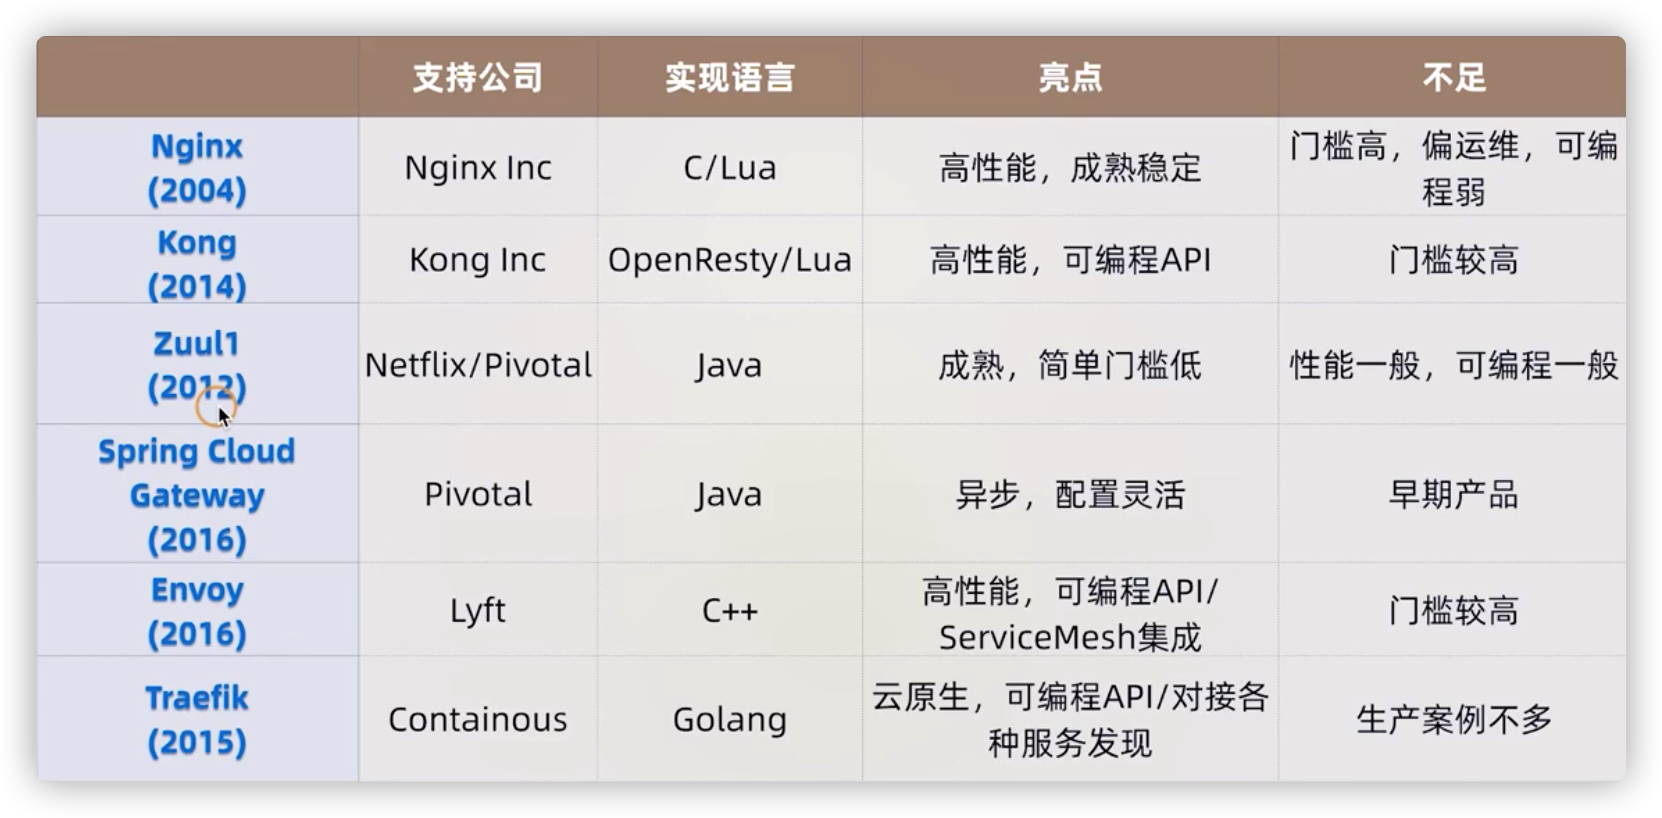 支持公司 实现语言 亮点 不足
Nginx
(2004)
Nginx Inc
C/Lua
高性能，成熟稳定
门槛高，偏运维，可编
程弱
Kong
(2014)
Kong Inc
OpenResty/Lua
高性能，可编程API
门槛较高
Zuul1
(2012)
Netflix/Pivotal
Java
成熟，简单门槛低
性能一般，可编程一般
Spring Cloud
Gateway
(2016)
Pivotal
Java
异步，配置灵活
早期产品
Envoy
(2016)
Lyft
C++
高性能，可编程API/
ServiceMesh集成
门槛较高
Traefik
(2015)
Containous
Golang
云原生，可编程API/对接各
种服务发现
生产案例不多